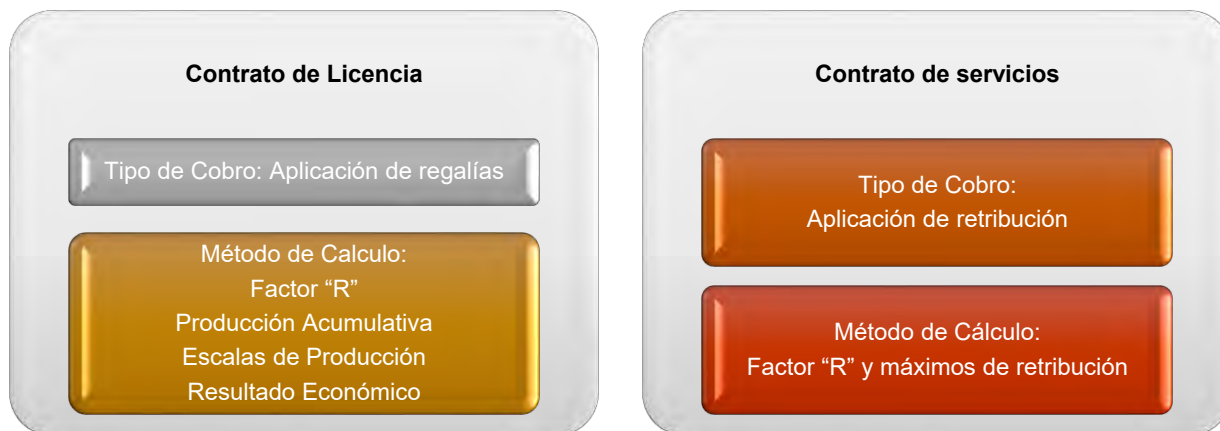 Contrato de Licencia
Tipo de Cobro: Aplicación de regalías
Método de Calculo:
Factor “R”
Producción Acumulativa
Escalas de Producción
Resultado Económico
Contrato de servicios
Tipo de Cobro:
Aplicación de retribución
Método de Cálculo:
Factor “R” y máximos de retribución